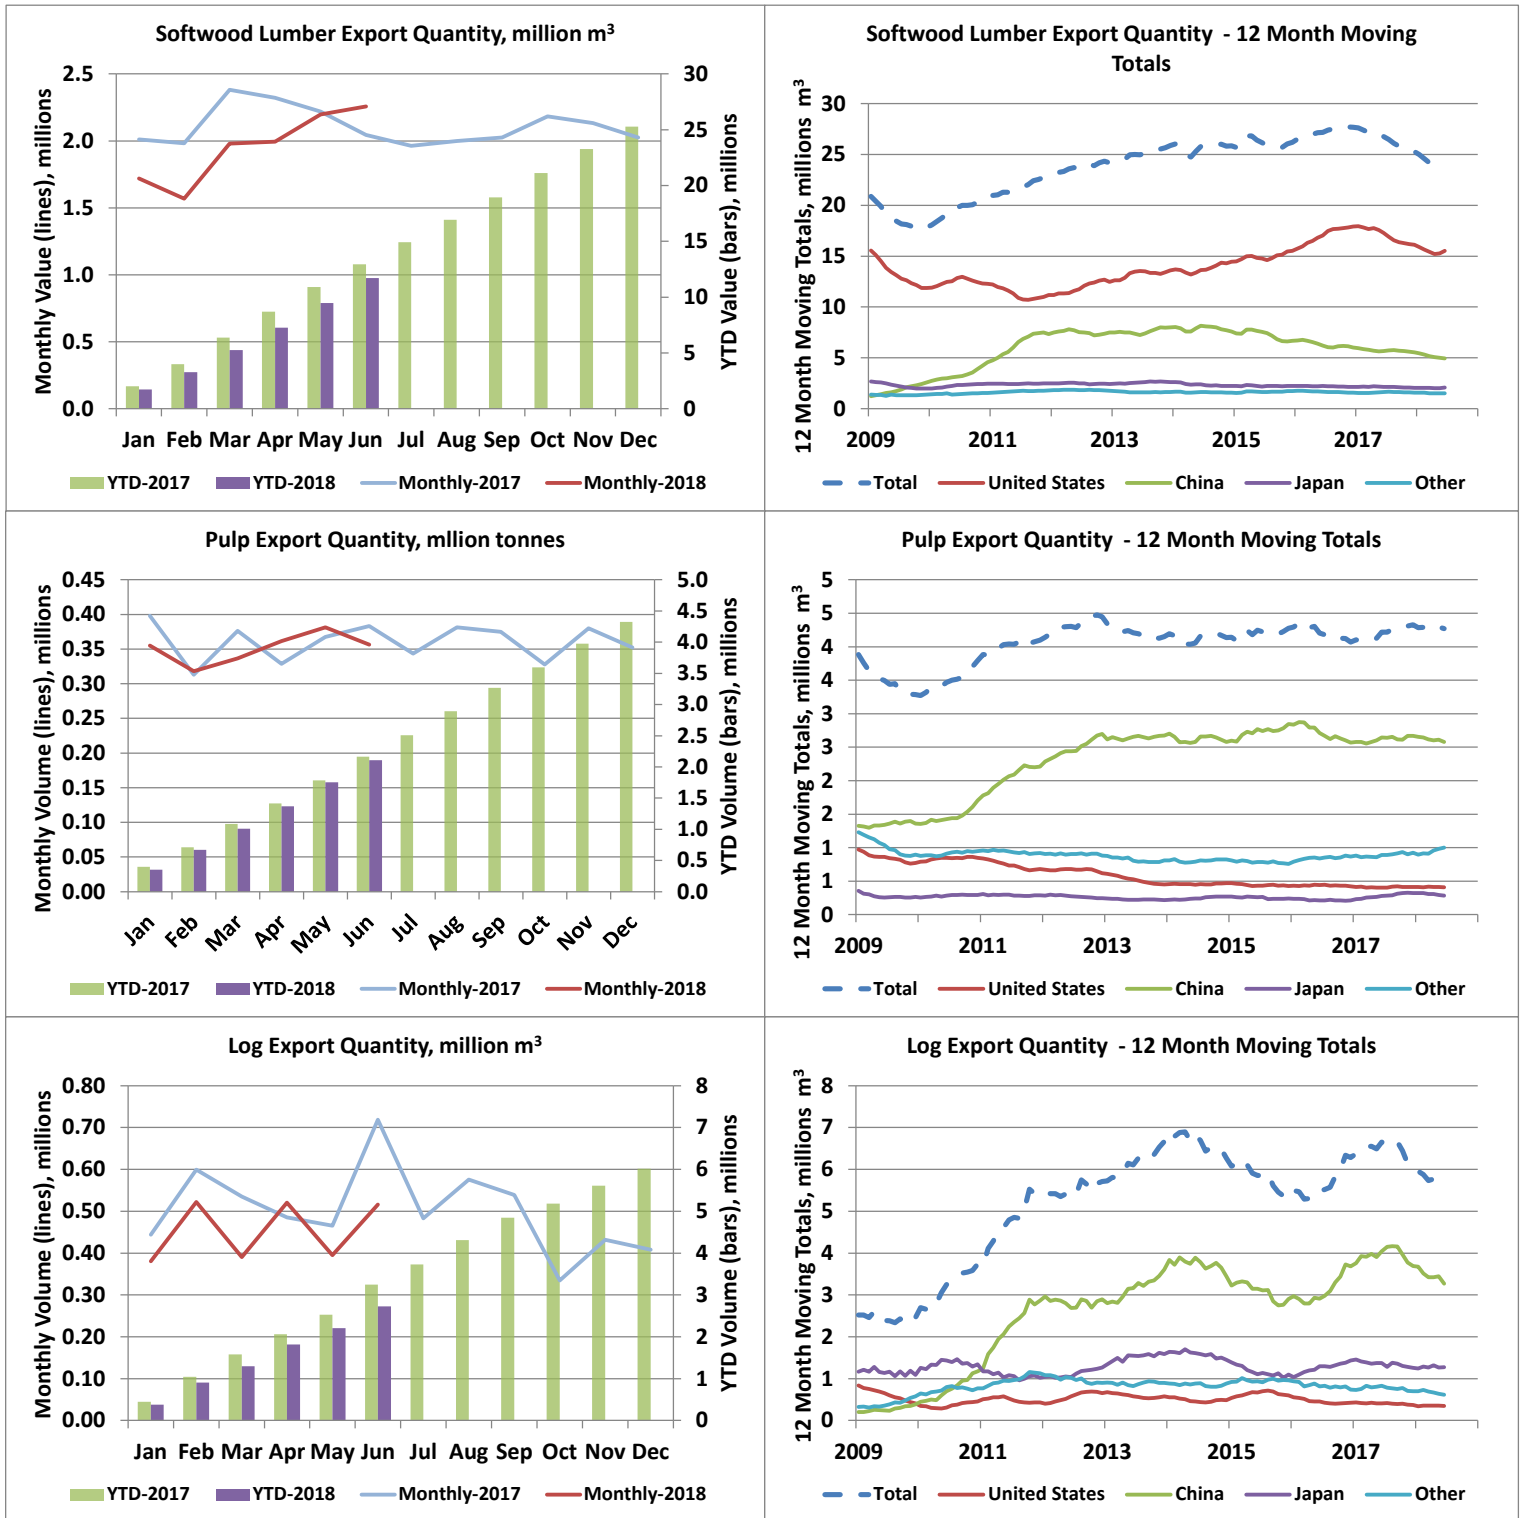 Softwood Lumber Export Quantity, million m³
Monthly Value (lines), millions
2.5
2.0
1.5
1.0
0.5
0.0
30
25
20
15
10
5
0
YTD Value (bars), millions
Jan Feb Mar Apr May Jun Jul Aug Sep Oct Nov Dec
YTD-2017 YTD-2018 Monthly-2017 Monthly-2018
Softwood Lumber Export Quantity - 12 Month Moving
Totals
12 Month Moving Totals, millions m³
30
25
20
15
10
5
0
2009 2011 2013 2015 2017
Total United States China Japan Other
Pulp Export Quantity, mllion tonnes
Monthly Volume (lines), millions
0.45
0.40
0.35
0.30
0.25
0.20
0.15
0.10
0.05
0.00
5.0
4.5
4.0
3.5
3.0
2.5
2.0
1.5
1.0
0.5
0.0
YTD Volume (bars), millions
Jan Feb Mar Apr May Jun Jul Aug Sep Oct Nov Dec
YTD-2017 YTD-2018 Monthly-2017 Monthly-2018
Pulp Export Quantity - 12 Month Moving Totals
12 Month Moving Totals, millions m³
5
5
4
4
3
3
2
2
1
1
0
2009 2011 2013 2015 2017
Total United States China Japan Other
Log Export Quantity, million m³
Monthly Volume (lines), millions
0.80
0.70
0.60
0.50
0.40
0.30
0.20
0.10
0.00
8
7
6
5
4
3
2
1
0
YTD Volume (bars), millions
Jan Feb Mar Apr May Jun Jul Aug Sep Oct Nov Dec
YTD-2017 YTD-2018 Monthly-2017 Monthly-2018
Log Export Quantity - 12 Month Moving Totals
12 Month Moving Totals, millions m³
8
7
6
5
4
3
2
1
0
2009 2011 2013 2015 2017
Total United States China Japan Other